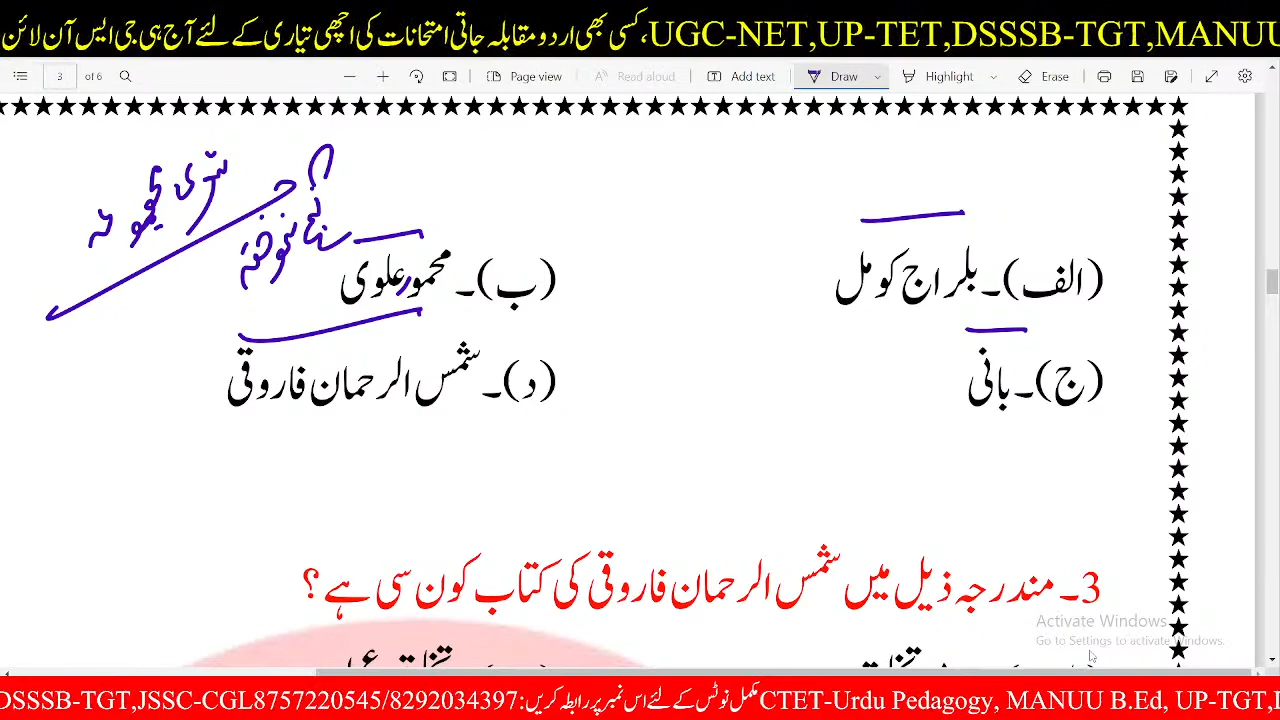 کسی بھی اردو مقابلہ جاتی امتحانات کی اچھی تیاری کے لئے آج ہی جی ایس آن لائن ،UGC-NET,UP-TET,DSSSB-TGT,MANUU
3 of 6 Page view Read aloud Add text Draw Highlight Erase
نثری مجموعہ
(الف)۔ بلراج کومل (ب)۔ محمور علوی
(ج)۔ بانی (د)۔ شمس الرحمان فاروقی
3۔ مندرجہ ذیل میں شمس الرحمان فاروقی کی کتاب کون سی ہے ؟
Activate Windows
Go to Settings to activate Windows.
DSSSB-TGT,JSSC-CGL8757220545/8292034397:مکمل نوٹس کے لئے اس نمبر پر رابطہ کریں CTET-Urdu Pedagogy, MANUU B.Ed, UP-TGT,